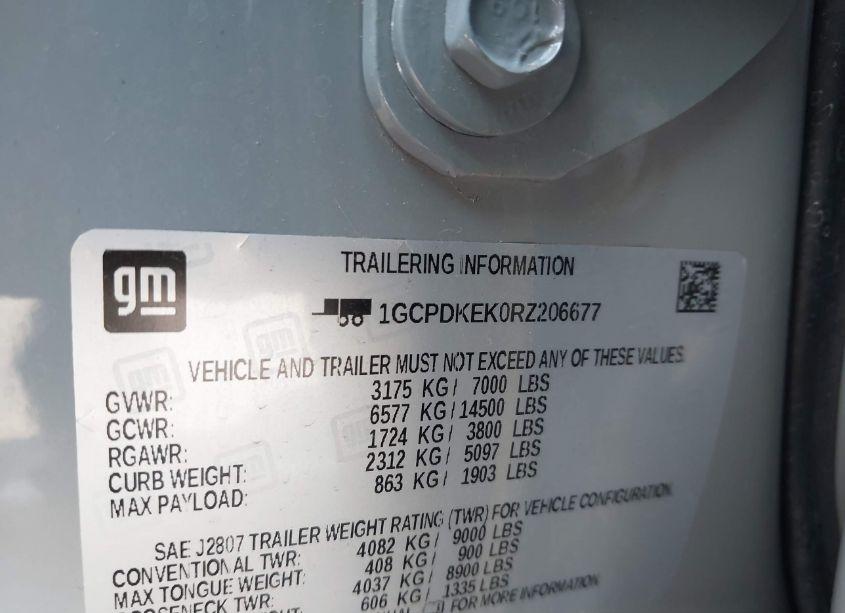 gm
TRAILERING INFORMATION
1GCPDKEK0RZ206677
VEHICLE AND TRAILER MUST NOT EXCEED ANY OF THESE VALUES.
GVWR: 3175 KG/ 7000 LBS
GCWR: 6577 KG/14500 LBS
RGAWR: 1724 KG/ 3800 LBS
CURB WEIGHT: 2312 KG/ 5097 LBS
MAX PAYLOAD: 863 KG/ 1903 LBS
SAE J2807 TRAILER WEIGHT RATING (TWR) FOR VEHICLE CONFIGURATION.
CONVENTIONAL TWR: 4082 KG/ 9000 LBS
MAX TONGUE WEIGHT: 408 KG/ 900 LBS
GOOSENECK TWR: 4037 KG/ 8900 LBS
606 KG/ 1335 LBS
FOR MORE INFORMATION